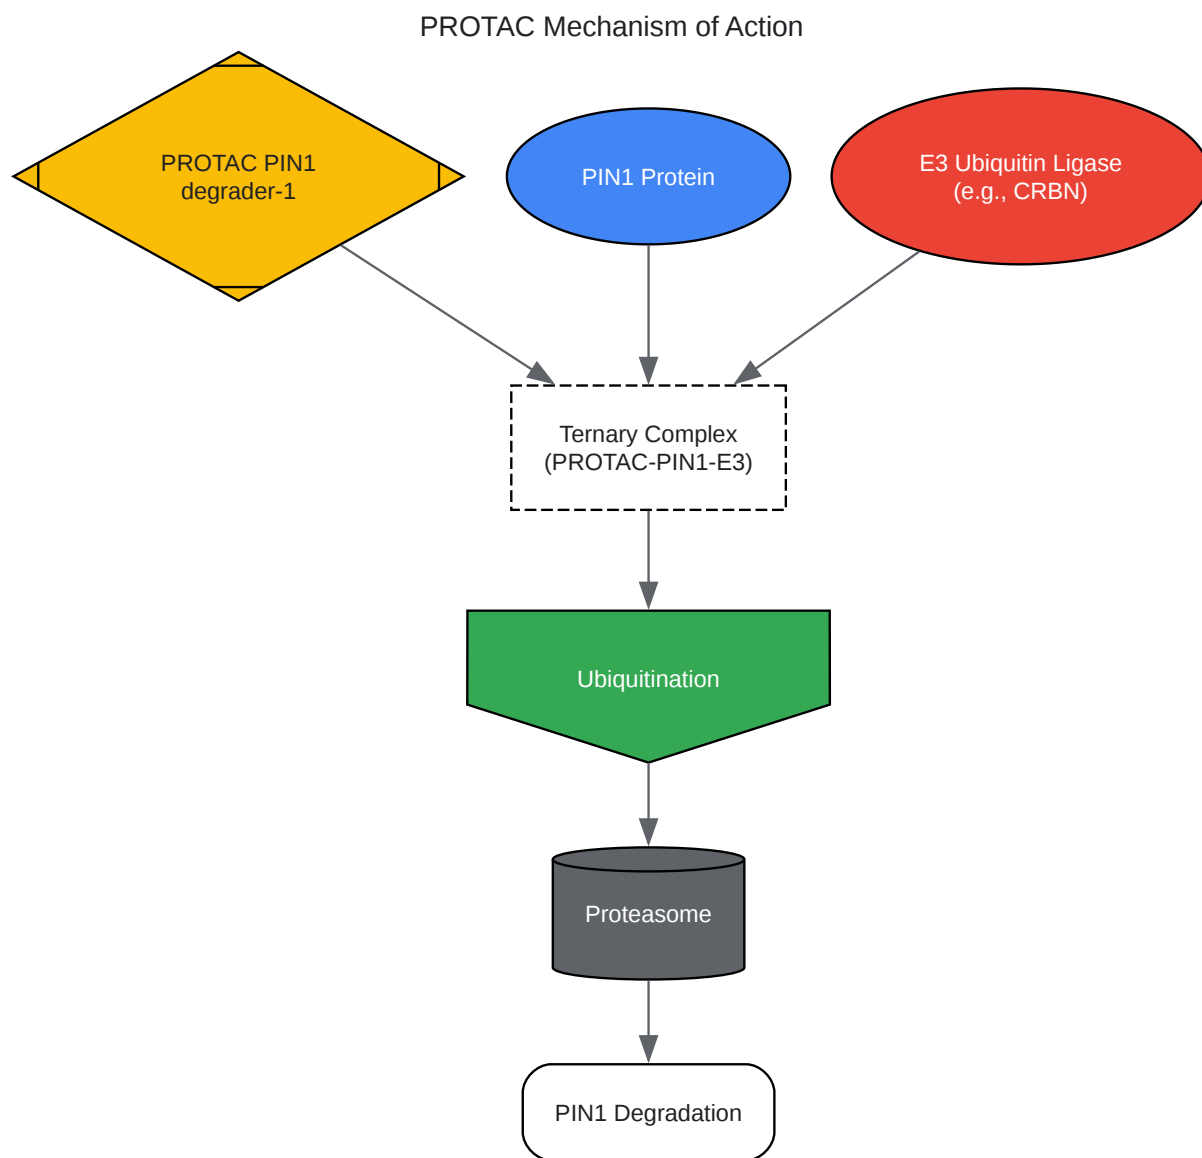 PROTAC Mechanism of Action
PROTAC PIN1
degrader-1
PIN1 Protein
E3 Ubiquitin Ligase
(e.g., CRBN)
Ternary Complex
(PROTAC-PIN1-E3)
Ubiquitination
Proteasome
PIN1 Degradation